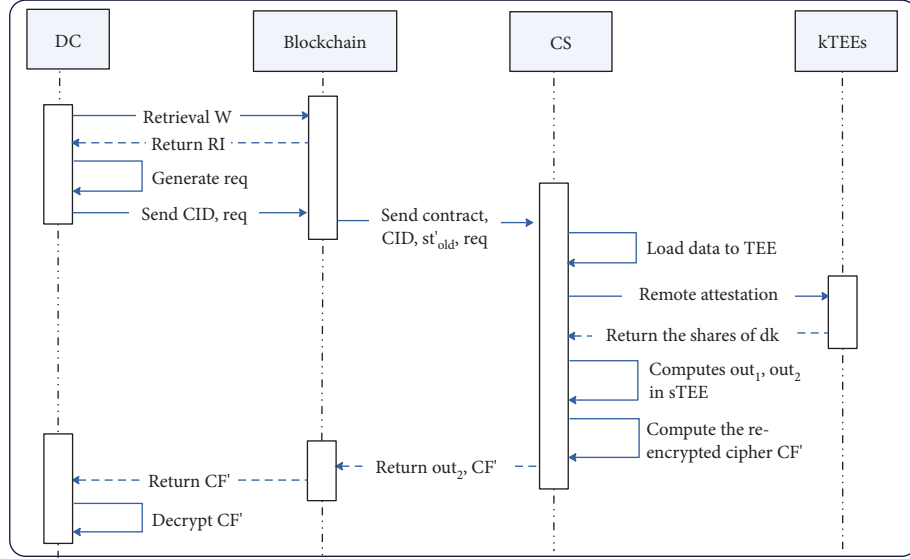 DC
Blockchain
CS
kTEEs
Retrieval W
Return RI
Generate req
Send CID, req
Send contract,
CID, st'old, req
Load data to TEE
Remote attestation
Return the shares of dk
Computes out₁, out₂
in sTEE
Compute the re-
encrypted cipher CF'
Return out₂, CF'
Return CF'
Decrypt CF'